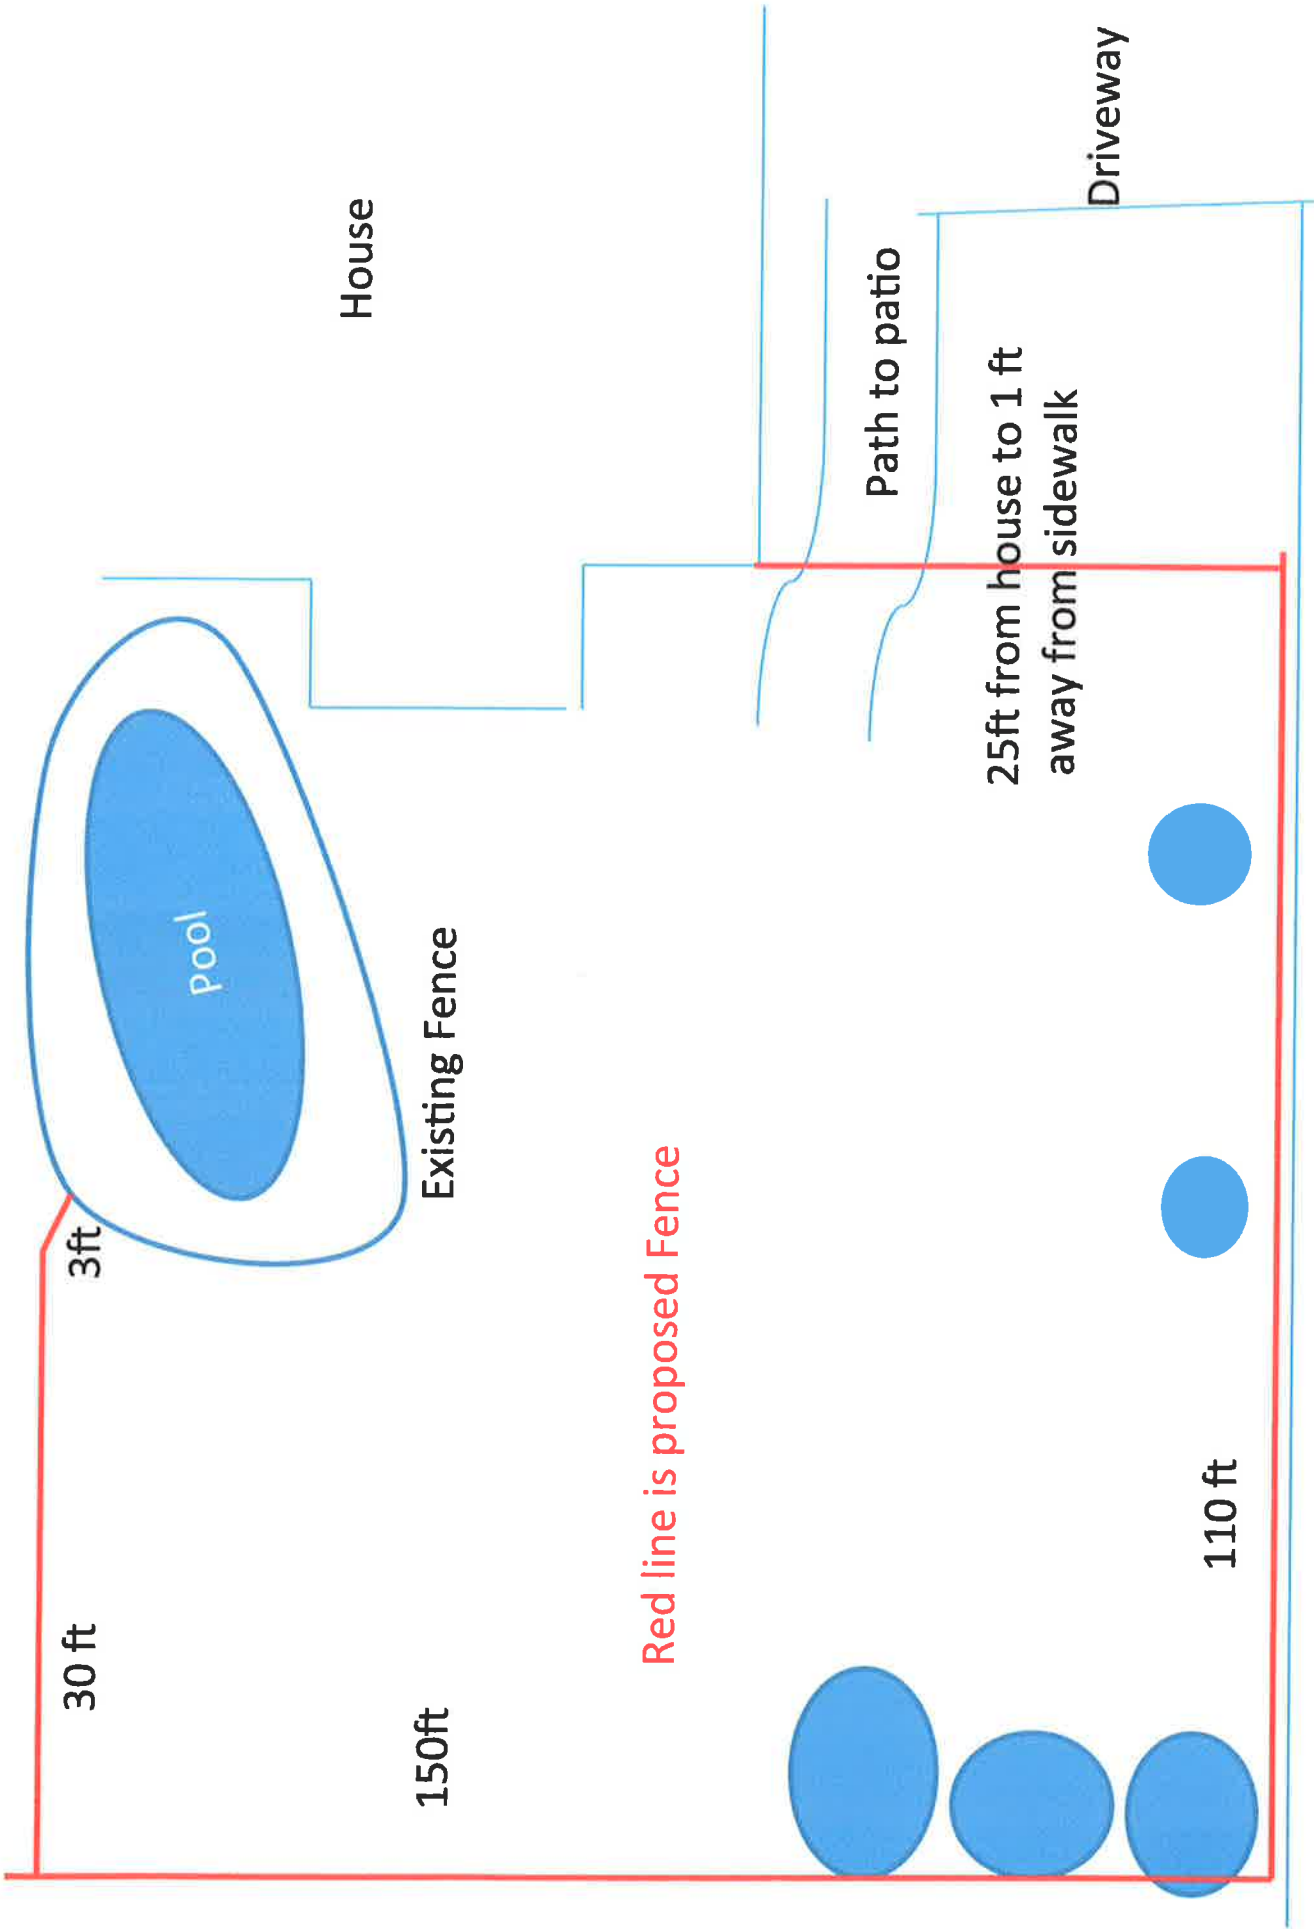 House
Driveway
Path to patio
25ft from house to 1 ft
away from sidewalk
Pool
Existing Fence
3ft
30 ft
150ft
Red line is proposed Fence
110 ft